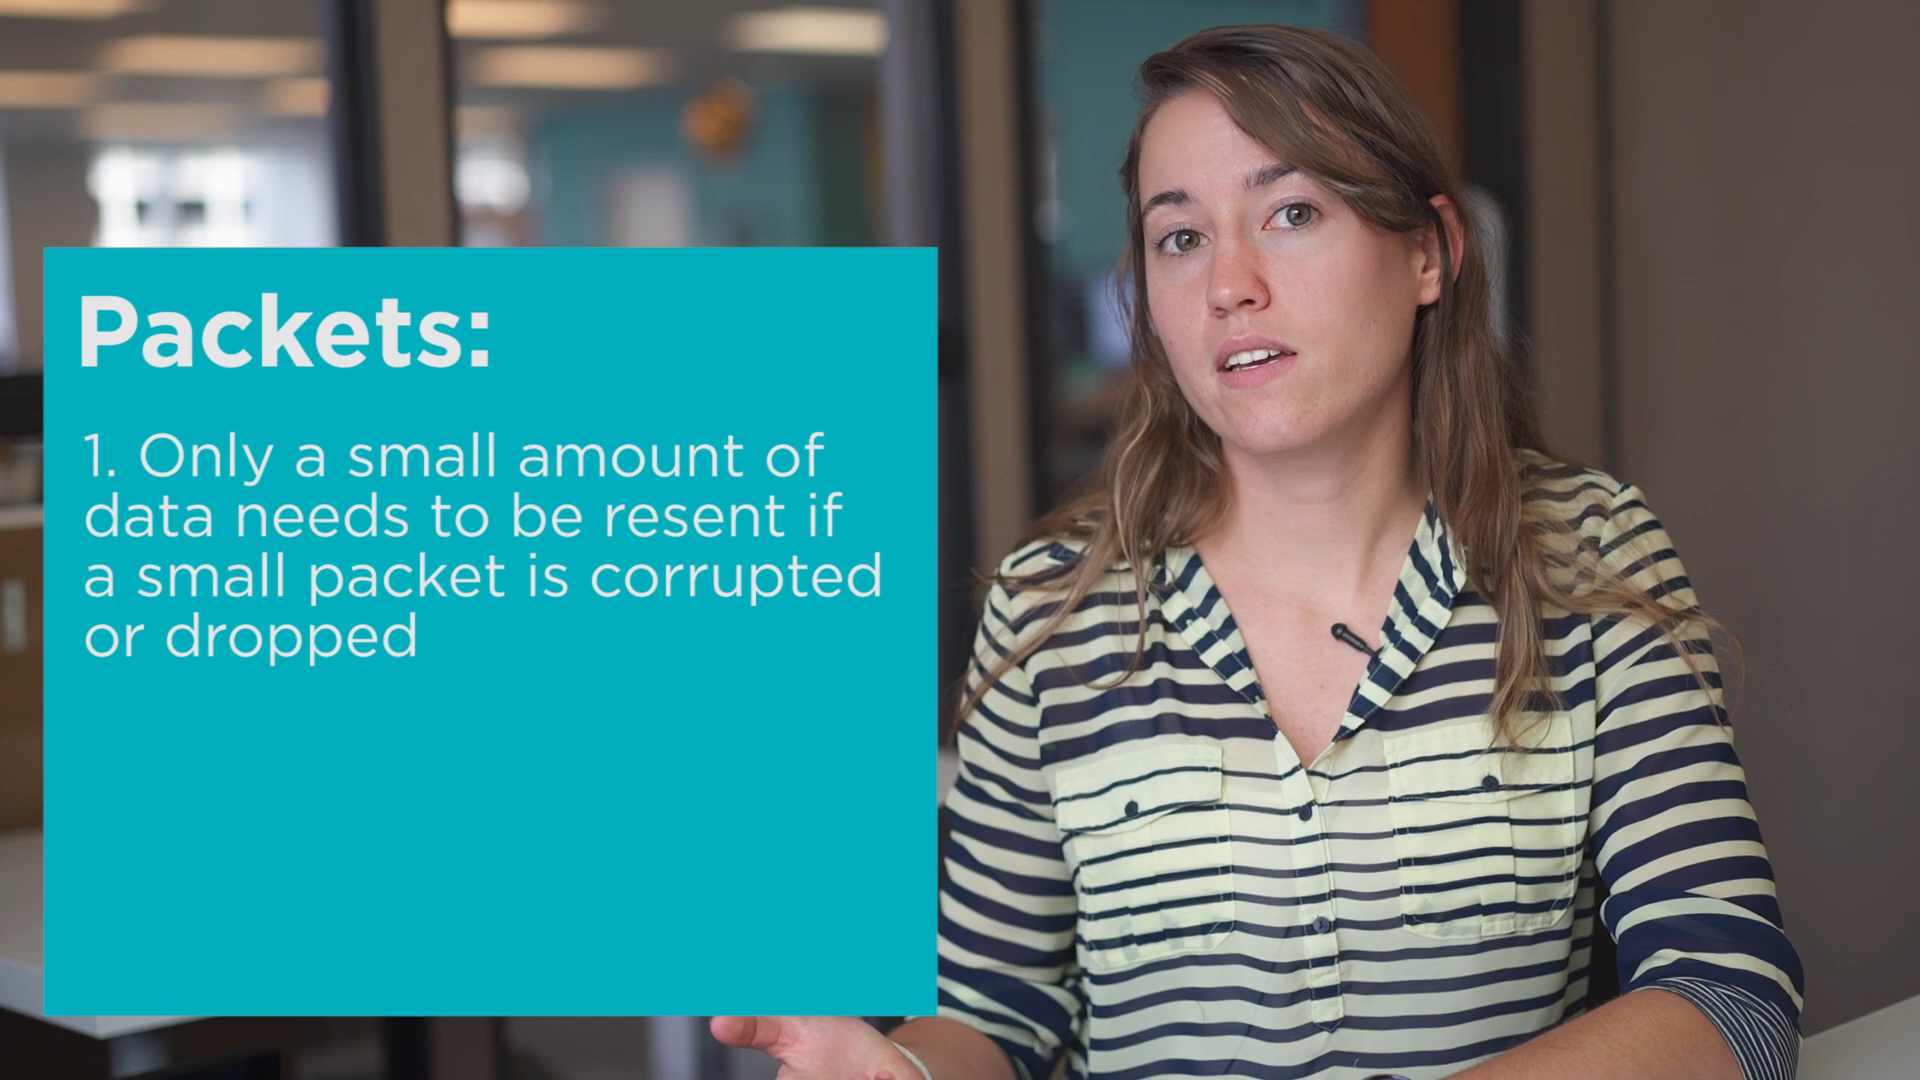 Packets:
1. Only a small amount of
data needs to be resent if
a small packet is corrupted
or dropped